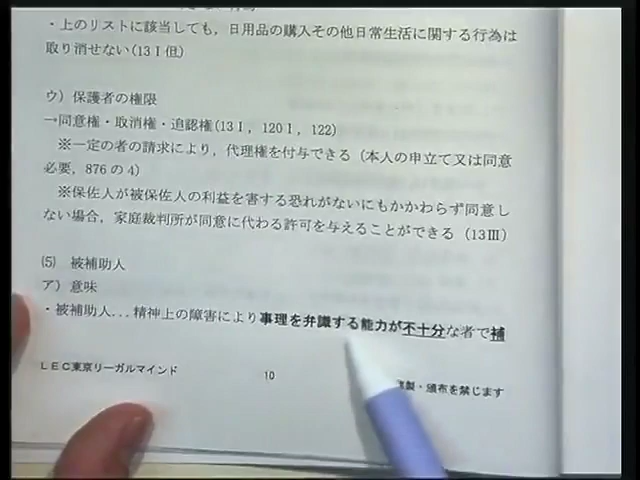 ・上のリストに該当しても，日用品の購入その他日常生活に関する行為は
取り消せない(13Ⅰ但)
ウ）保護者の権限
→同意権・取消権・追認権(13Ⅰ，120Ⅰ，122)
※一定の者の請求により，代理権を付与できる（本人の申立て又は同意
必要，876 の 4）
※保佐人が被保佐人の利益を害する恐れがないにもかかわらず同意し
ない場合，家庭裁判所が同意に代わる許可を与えることができる（13Ⅲ）
(5) 被補助人
ア）意味
・被補助人...精神上の障害により事理を弁識する能力が不十分な者で補
ＬＥＣ東京リーガルマインド 10 製・頒布を禁じます